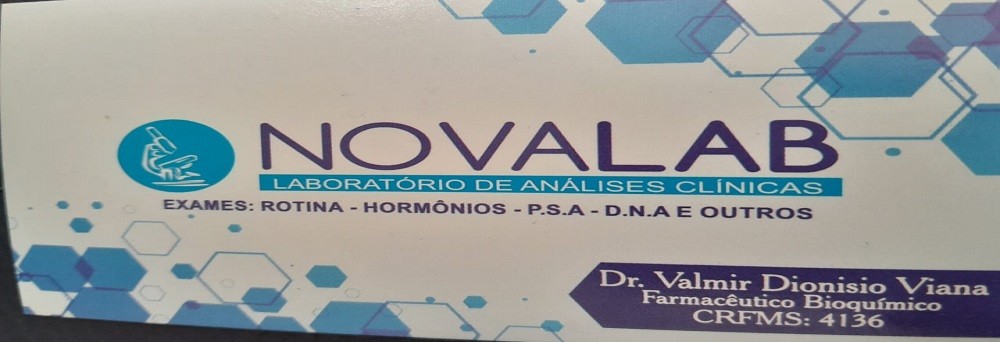 NOVALAB
LABORATÓRIO DE ANÁLISES CLÍNICAS
EXAMES: ROTINA - HORMÔNIOS - P.S.A - D.N.A E OUTROS
Dr. Valmir Dionisio Viana
Farmacêutico Bioquímico
CRFMS: 4136